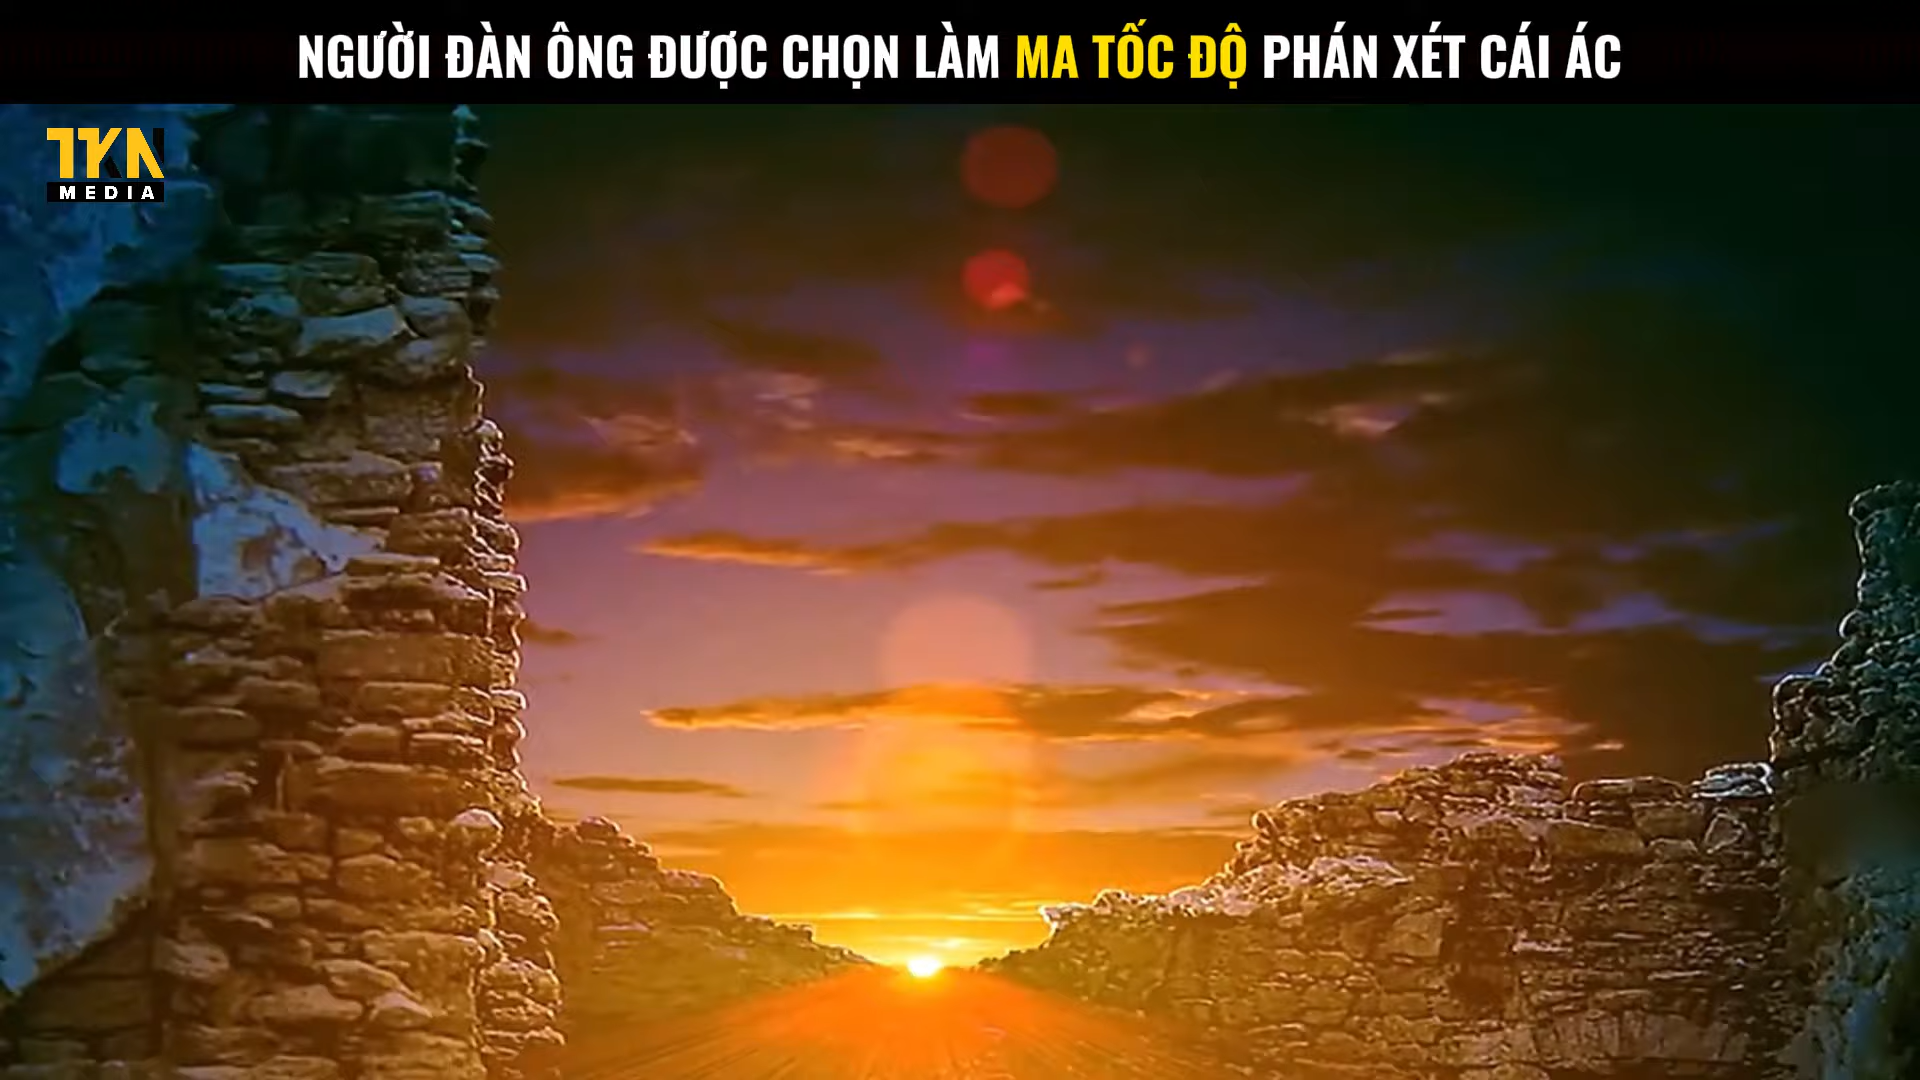 NGƯỜI ĐÀN ÔNG ĐƯỢC CHỌN LÀM MA TỐC ĐỘ PHÁN XÉT CÁI ÁC
TKN
MEDIA